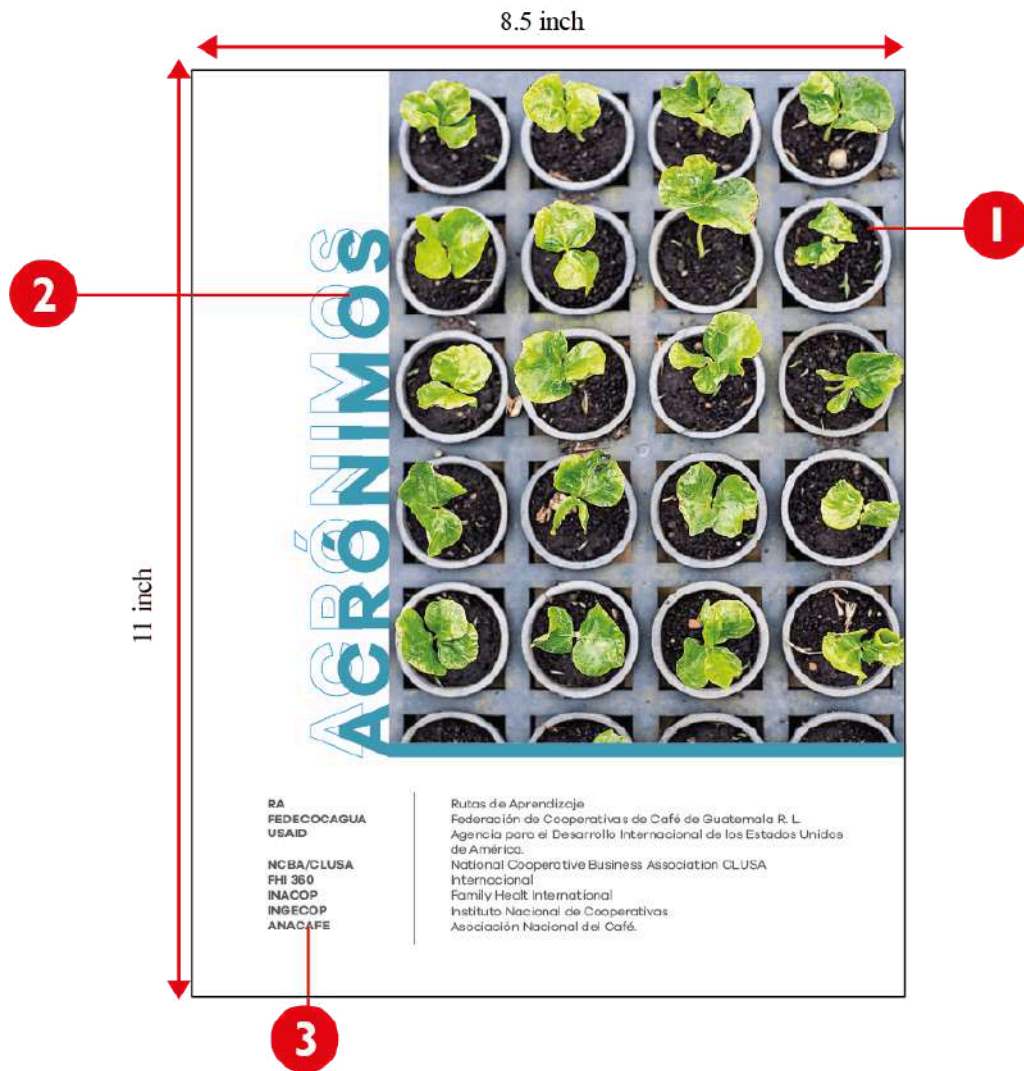 8.5 inch
1
2
ACRÓNIMOS
ACRÓNIMOS
11 inch
RA
FEDECOCAGUA
USAID
NCBA/CLUSA
FHI 360
INACOP
INGECOP
ANACAFE
Rutas de Aprendizaje
Federación de Cooperativas de Café de Guatemala R. L.
Agencia para el Desarrollo Internacional de los Estados Unidos
de América.
National Cooperative Business Association CLUSA
Internacional
Family Healt International
Instituto Nacional de Cooperativas
Asociación Nacional del Café.
3